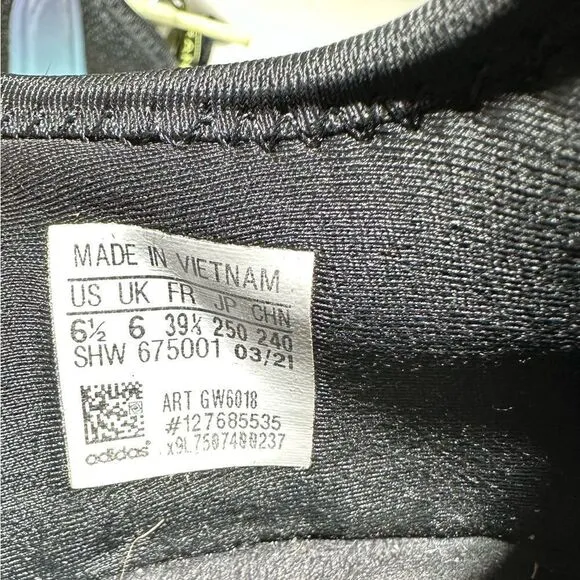 MADE IN VIETNAM
US UK FR JP CHN
6½ 6 39⅓ 250 240
SHW 675001 03/21
ART GW6018
#127685535
x9L7507400237
adidas